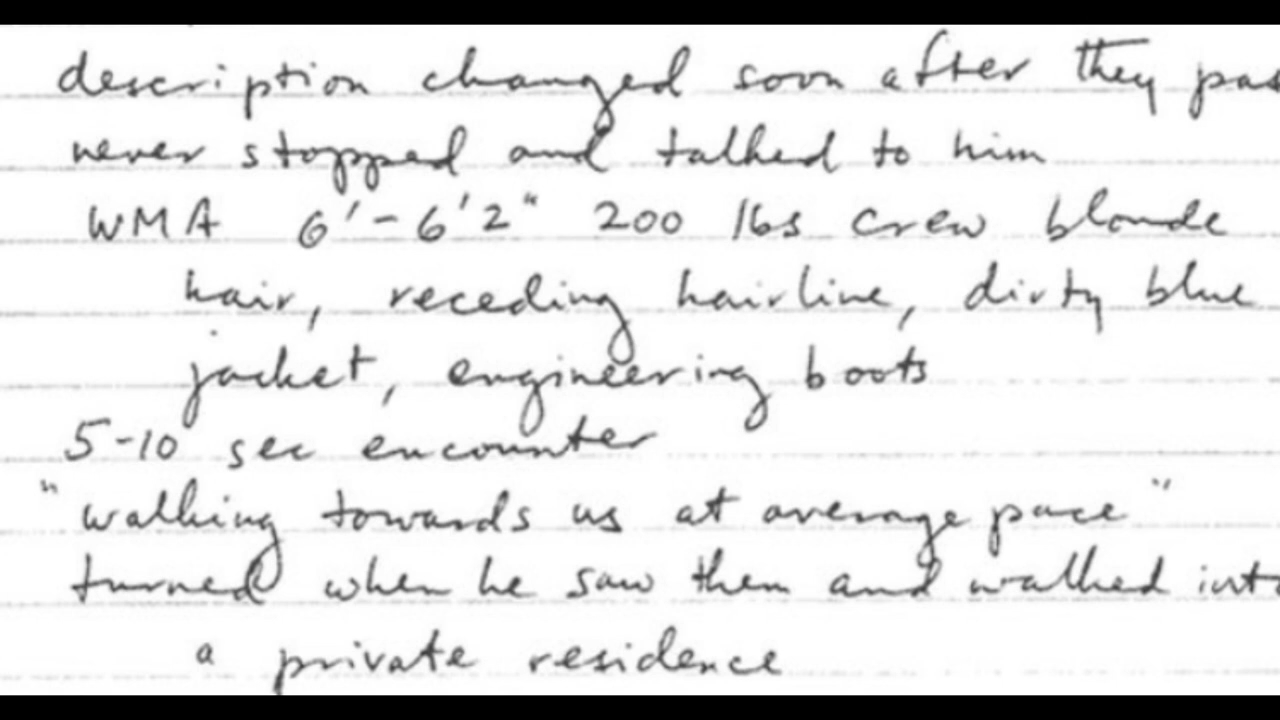 description changed soon after they pas
never stopped and talked to him
WMA 6'-6'2" 200 lbs crew blonde
hair, receding hairline, dirty blue
jacket, engineering boots
5-10 sec encounter
"walking towards us at average pace"
turned when he saw them and walked into
a private residence